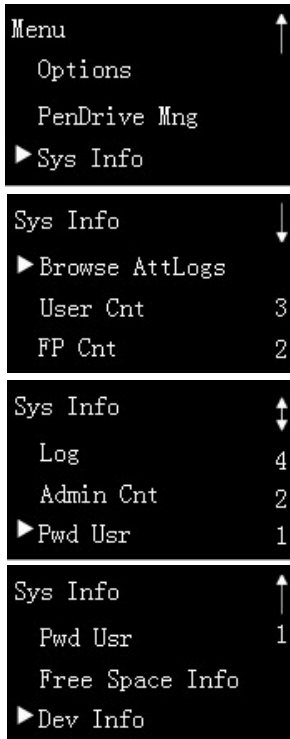 Menu
Options
PenDrive Mng
Sys Info
Sys Info
Browse AttLogs
User Cnt 3
FP Cnt 2
Sys Info
Log 4
Admin Cnt 2
Pwd Usr 1
Sys Info
Pwd Usr 1
Free Space Info
Dev Info